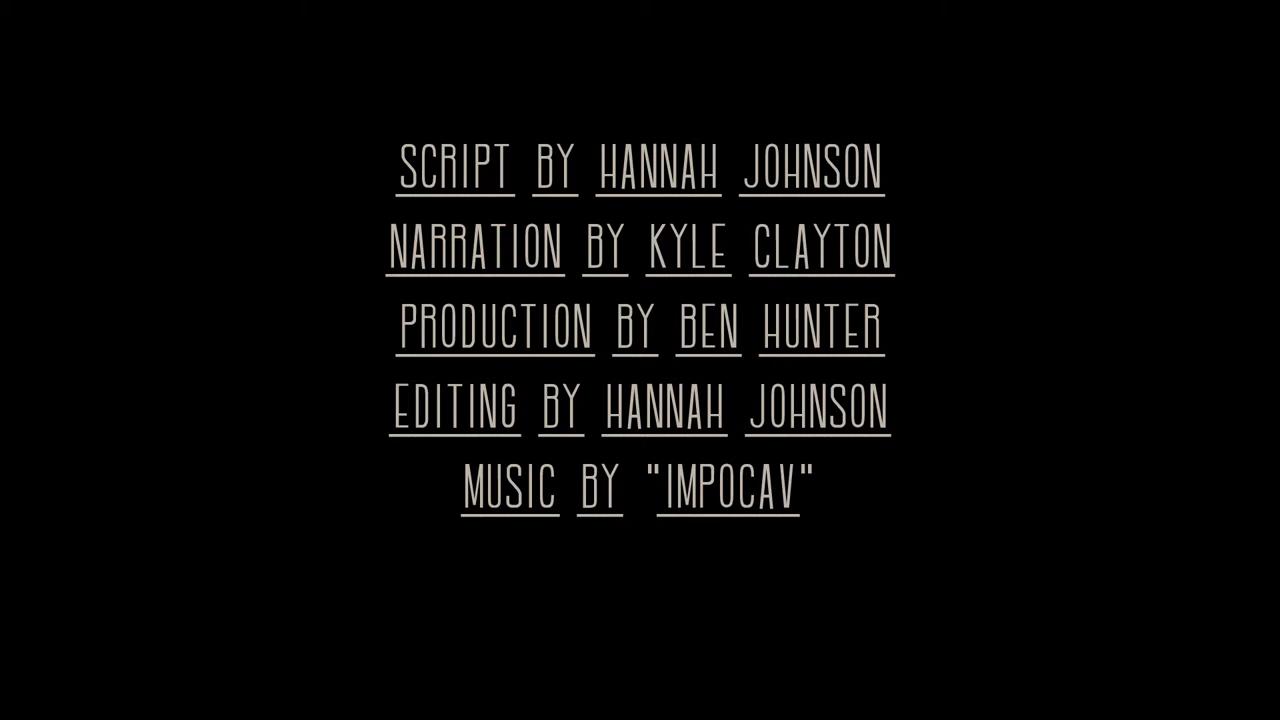 SCRIPT BY HANNAH JOHNSON
NARRATION BY KYLE CLAYTON
PRODUCTION BY BEN HUNTER
EDITING BY HANNAH JOHNSON
MUSIC BY "IMPOCAV"